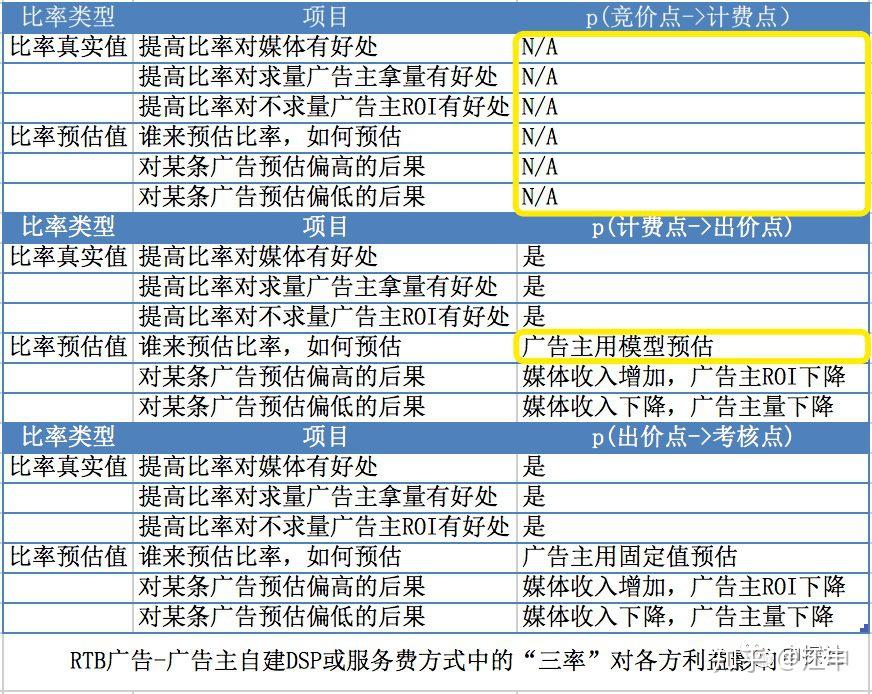 比率类型 项目 p(竞价点->计费点)
比率真实值 提高比率对媒体有好处 N/A
提高比率对求量广告主拿量有好处 N/A
提高比率对不求量广告主ROI有好处 N/A
比率预估值 谁来预估比率，如何预估 N/A
对某条广告预估偏高的后果 N/A
对某条广告预估偏低的后果 N/A
比率类型 项目 p(计费点->出价点)
比率真实值 提高比率对媒体有好处 是
提高比率对求量广告主拿量有好处 是
提高比率对不求量广告主ROI有好处 是
比率预估值 谁来预估比率，如何预估 广告主用模型预估
对某条广告预估偏高的后果 媒体收入增加，广告主ROI下降
对某条广告预估偏低的后果 媒体收入下降，广告主量下降
比率类型 项目 p(出价点->考核点)
比率真实值 提高比率对媒体有好处 是
提高比率对求量广告主拿量有好处 是
提高比率对不求量广告主ROI有好处 是
比率预估值 谁来预估比率，如何预估 广告主用固定值预估
对某条广告预估偏高的后果 媒体收入增加，广告主ROI下降
对某条广告预估偏低的后果 媒体收入下降，广告主量下降
RTB广告-广告主自建DSP或服务费方式中的“三率”对各方利益影响